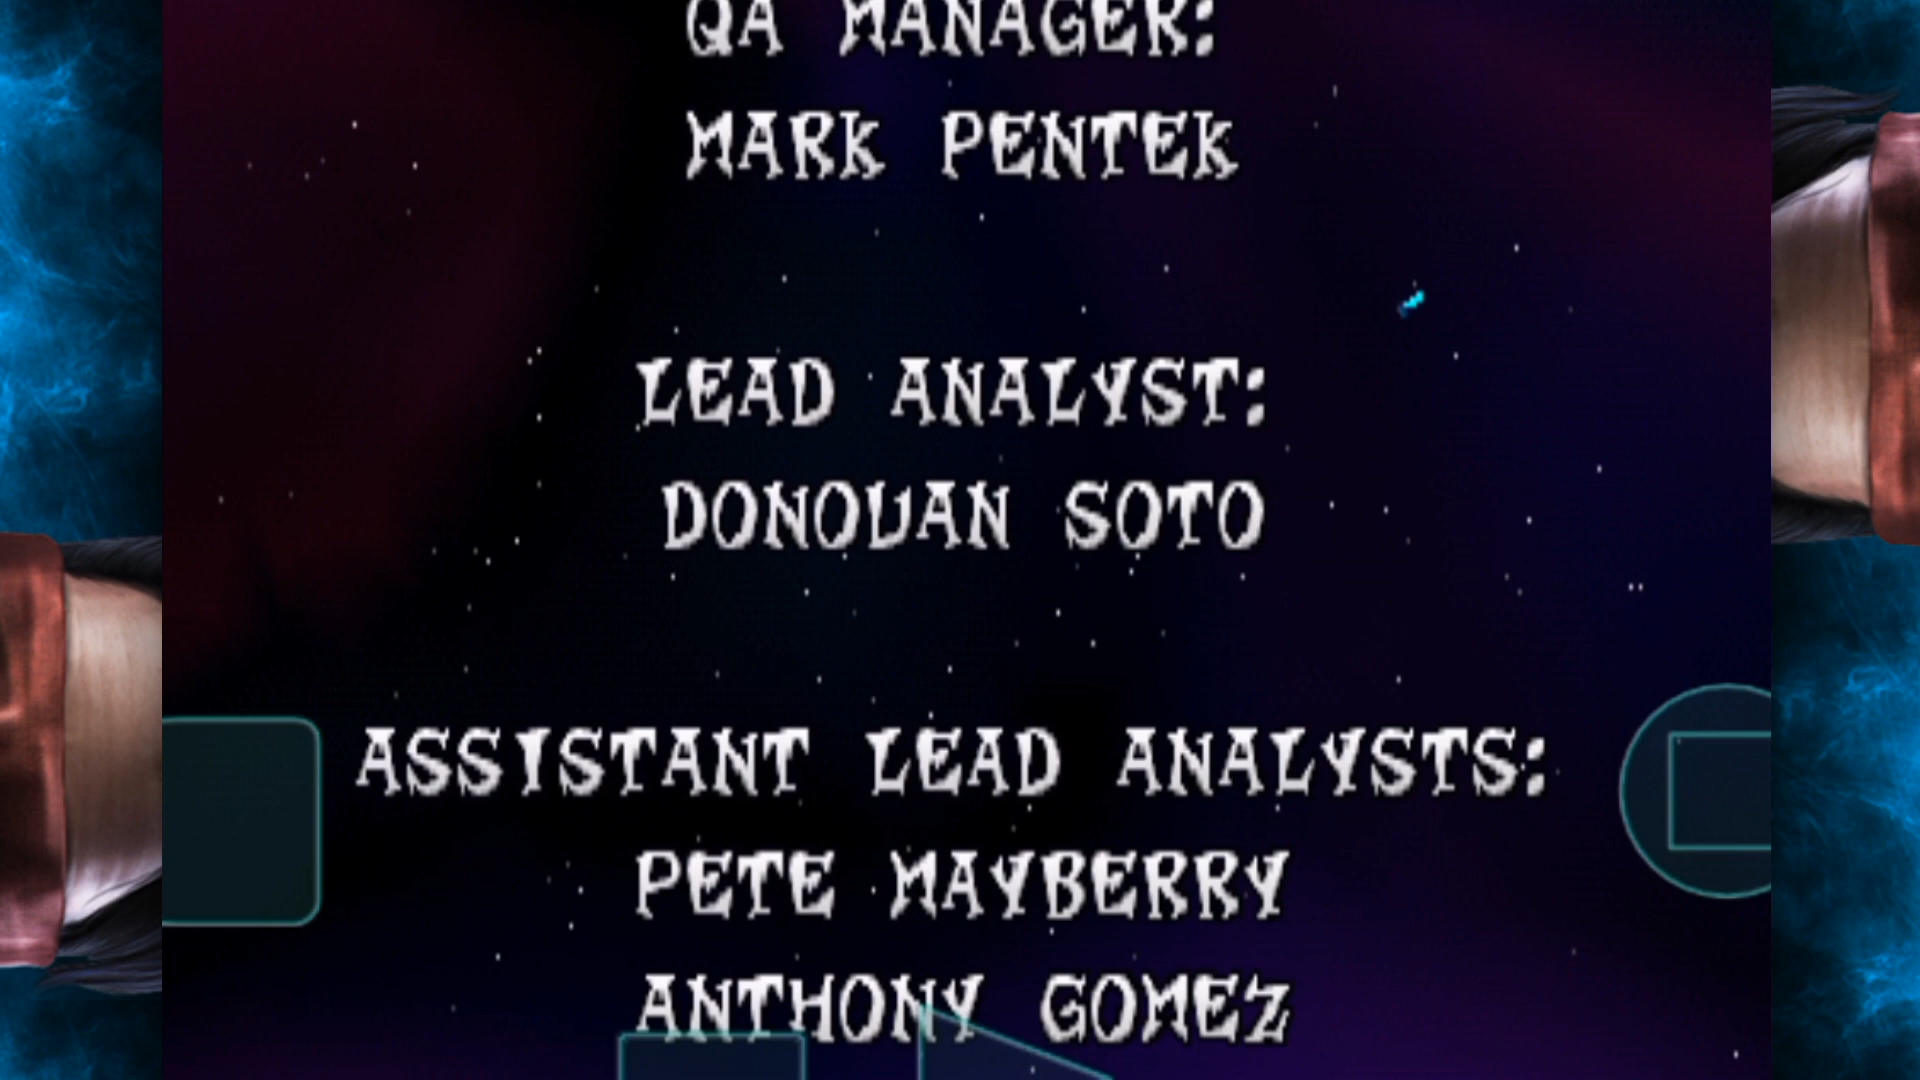 QA MANAGER:
MARK PENTEK
LEAD ANALYST:
DONOVAN SOTO
ASSISTANT LEAD ANALYSTS:
PETE MAYBERRY
ANTHONY GOMEZ